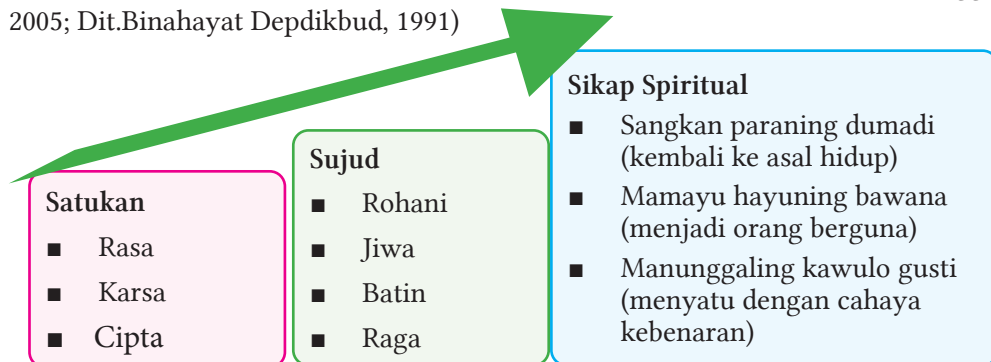 2005; Dit.Binahayat Depdikbud, 1991)
Satukan
■ Rasa
■ Karsa
■ Cipta
Sujud
■ Rohani
■ Jiwa
■ Batin
■ Raga
Sikap Spiritual
■ Sangkan paraning dumadi
(kembali ke asal hidup)
■ Mamayu hayuning bawana
(menjadi orang berguna)
■ Manunggaling kawulo gusti
(menyatu dengan cahaya
kebenaran)